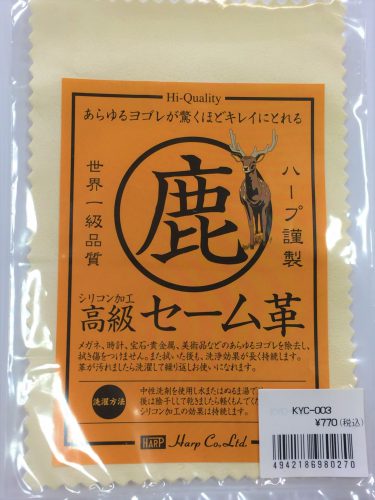 Hi-Quality
あらゆるヨゴレが驚くほどキレイにとれる
世界一級品質
鹿
ハープ謹製
シリコン加工
高級セーム革
メガネ、時計、宝石・貴金属、美術品などのあらゆるヨゴレを除去し、
拭き傷をつけません。また拭いた後も、洗浄効果が長く持続します。
革が汚れましたら洗濯して繰り返しお使いになれます。
洗濯方法
中性洗剤を使用し水またはぬるま湯で
後は陰干しして乾きましたら軽くもんでく
シリコン加工の効果は持続します。
HARP Harp Co.,Ltd.
KYC-003
¥770(税込)
4942186980270